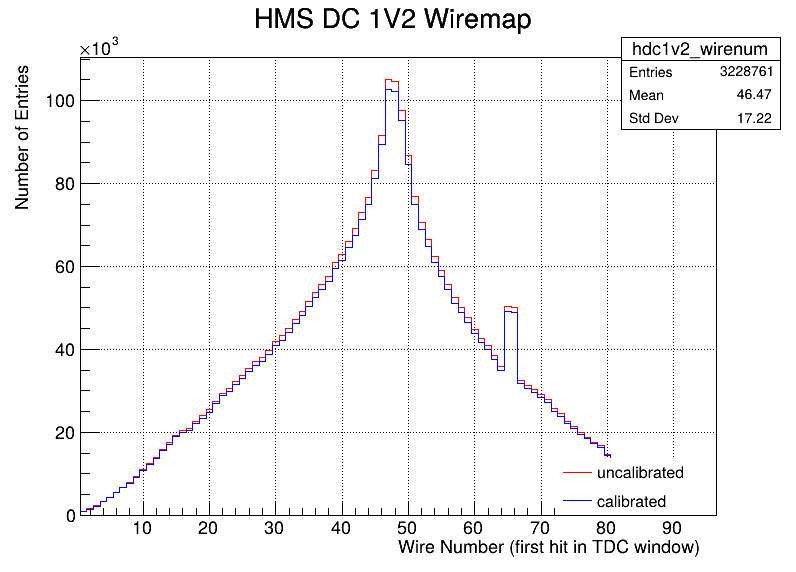 HMS DC 1V2 Wiremap
×10³
hdc1v2_wirenum
Entries 3228761
Mean 46.47
Std Dev 17.22
Number of Entries
100
80
60
40
20
0
uncalibrated
calibrated
10 20 30 40 50 60 70 80 90
Wire Number (first hit in TDC window)